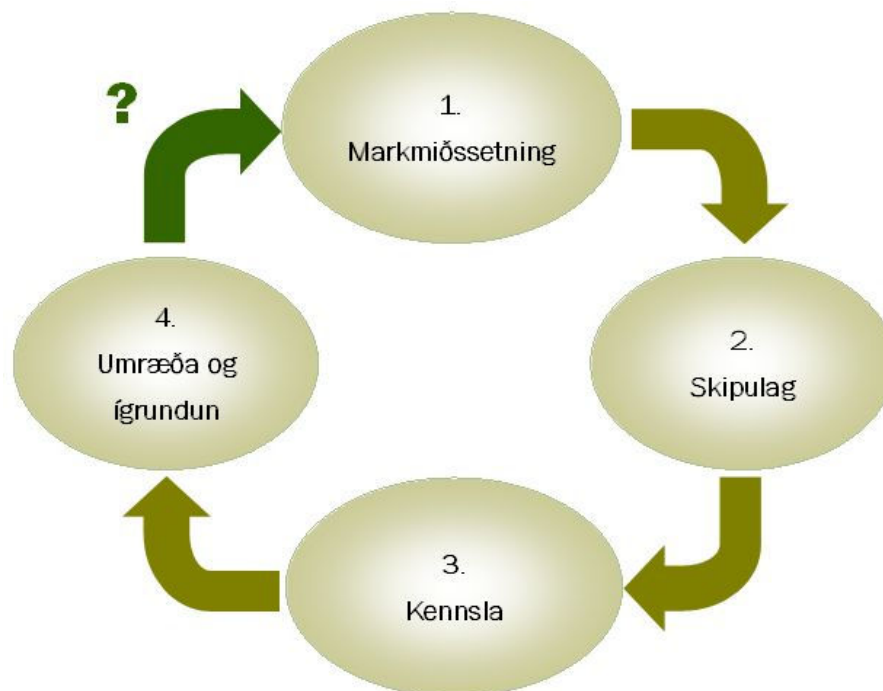 ?
1.
Markmiðssetning
2.
Skipulag
3.
Kennsla
4.
Umræða og
ígrundun